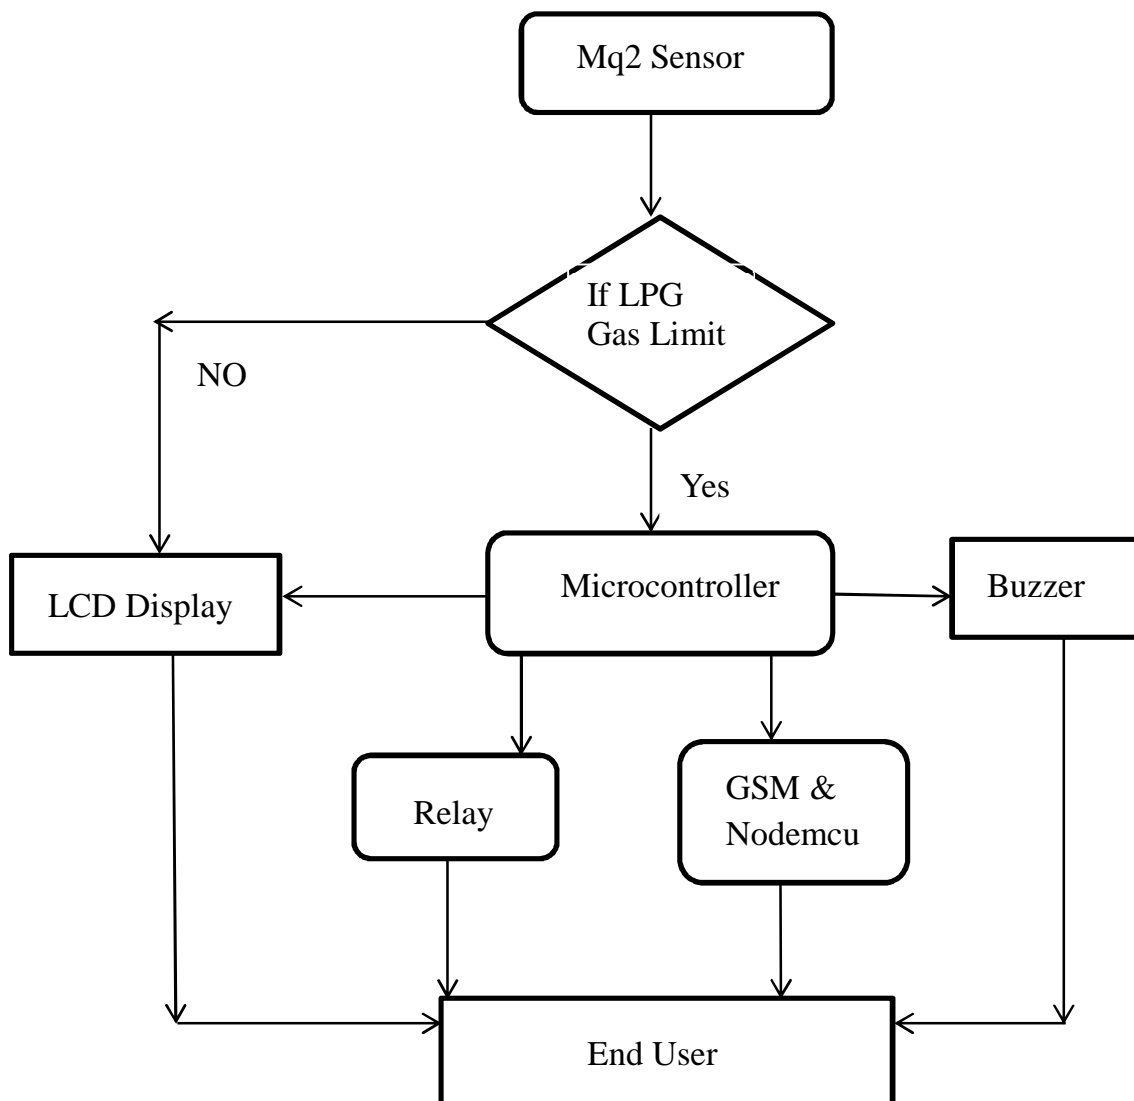 Mq2 Sensor
If LPG
Gas Limit
NO
Yes
LCD Display
Microcontroller
Buzzer
Relay
GSM &
Nodemcu
End User